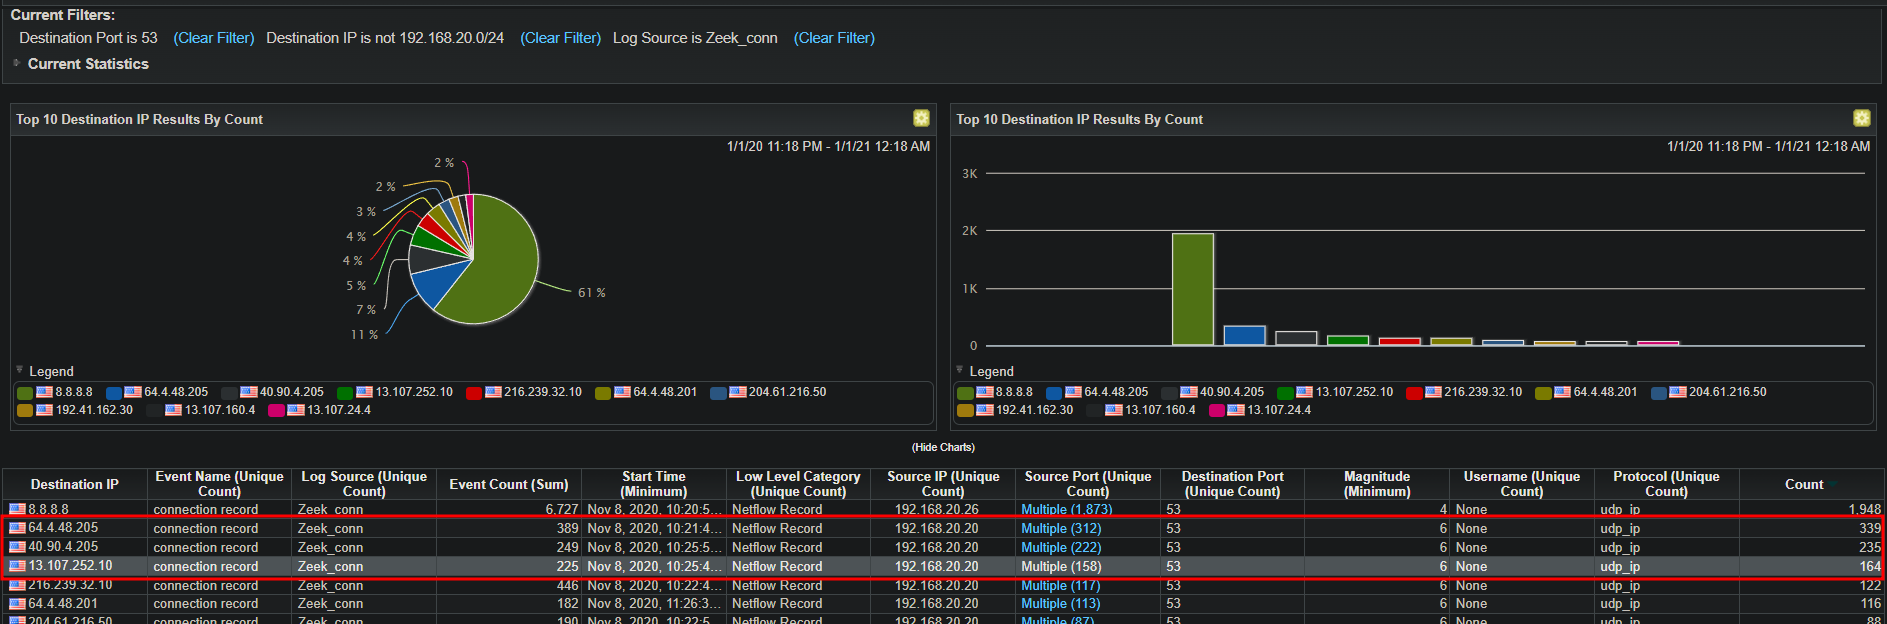 Current Filters:
Destination Port is 53 (Clear Filter) Destination IP is not 192.168.20.0/24 (Clear Filter) Log Source is Zeek_conn (Clear Filter)
Current Statistics
Top 10 Destination IP Results By Count
1/1/20 11:18 PM - 1/1/21 12:18 AM
2 %
2 %
3 %
4 %
4 %
5 %
7 %
11 %
61 %
Legend
8.8.8.8 64.4.48.205 40.90.4.205 13.107.252.10 216.239.32.10 64.4.48.201 204.61.216.50
192.41.162.30 13.107.160.4 13.107.24.4
Top 10 Destination IP Results By Count
1/1/20 11:18 PM - 1/1/21 12:18 AM
3K
2K
1K
0
Legend
8.8.8.8 64.4.48.205 40.90.4.205 13.107.252.10 216.239.32.10 64.4.48.201 204.61.216.50
192.41.162.30 13.107.160.4 13.107.24.4
(Hide Charts)
Destination IP Event Name (Unique Count) Log Source (Unique Count) Event Count (Sum) Start Time (Minimum) Low Level Category (Unique Count) Source IP (Unique Count) Source Port (Unique Count) Destination Port (Unique Count) Magnitude (Minimum) Username (Unique Count) Protocol (Unique Count) Count
8.8.8.8 connection record Zeek_conn 6,727 Nov 8, 2020, 10:20:5... Netflow Record 192.168.20.26 Multiple (1,873) 53 4 None udp_ip 1,948
64.4.48.205 connection record Zeek_conn 389 Nov 8, 2020, 10:21:4... Netflow Record 192.168.20.20 Multiple (312) 53 6 None udp_ip 339
40.90.4.205 connection record Zeek_conn 249 Nov 8, 2020, 10:25:5... Netflow Record 192.168.20.20 Multiple (222) 53 6 None udp_ip 235
13.107.252.10 connection record Zeek_conn 225 Nov 8, 2020, 10:25:4... Netflow Record 192.168.20.20 Multiple (158) 53 6 None udp_ip 164
216.239.32.10 connection record Zeek_conn 446 Nov 8, 2020, 10:22:4... Netflow Record 192.168.20.20 Multiple (117) 53 6 None udp_ip 122
64.4.48.201 connection record Zeek_conn 182 Nov 8, 2020, 11:26:3... Netflow Record 192.168.20.20 Multiple (113) 53 6 None udp_ip 116
204.61.216.50 connection record Zeek_conn 190 Nov 8, 2020, 10:22:5... Netflow Record 192.168.20.20 Multiple (87) 53 6 None udp_ip 88